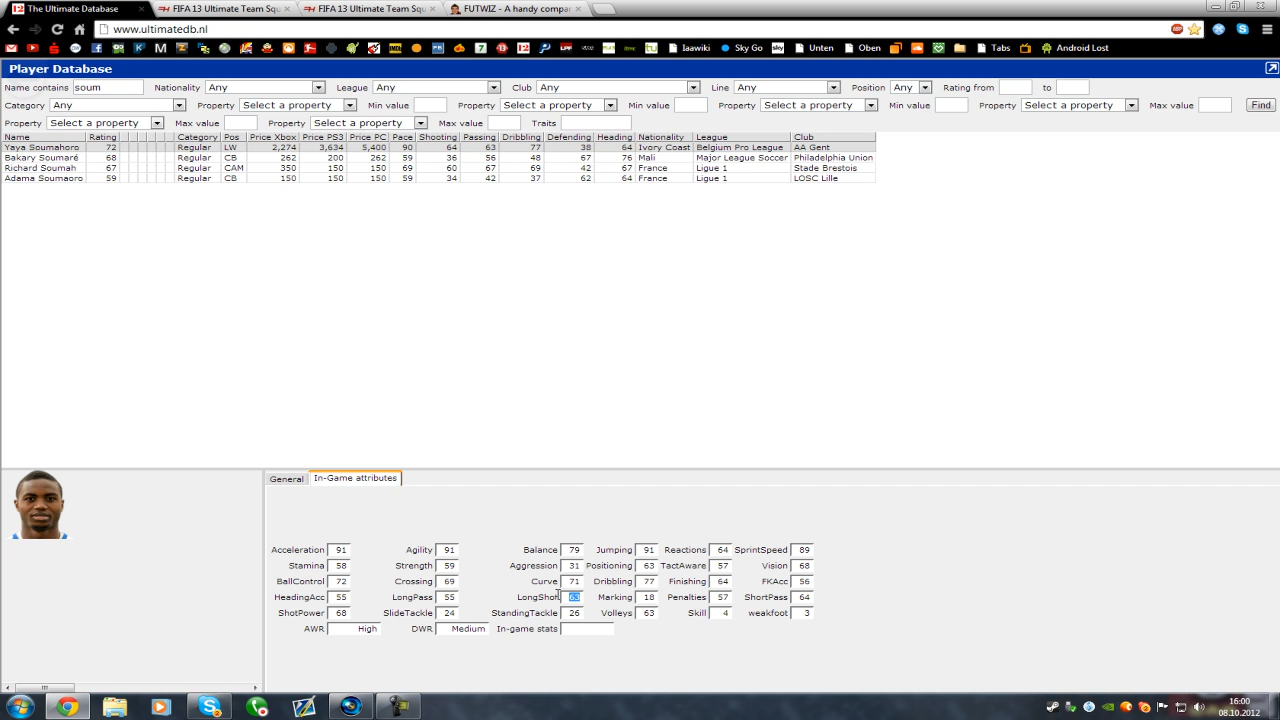 The Ultimate Database FIFA 13 Ultimate Team Squ FIFA 13 Ultimate Team Squ FUTWIZ - A handy compar
www.ultimatedb.nl
laawiki Sky Go sky Unten Oben Tabs Android Lost
Player Database
Name contains soum Nationality Any League Any Club Any Line Any Position Any Rating from to
Category Any Property Select a property Min value Property Select a property Min value Property Select a property Min value Property Select a property Max value Find
Property Select a property Max value Property Select a property Max value Traits
Name Rating Category Pos Price Xbox Price PS3 Price PC Pace Shooting Passing Dribbling Defending Heading Nationality League Club
Yaya Soumahoro 72 Regular LW 2,274 3,634 5,400 90 64 63 77 38 64 Ivory Coast Belgium Pro League AA Gent
Bakary Soumaré 68 Regular CB 262 200 262 59 36 56 48 67 76 Mali Major League Soccer Philadelphia Union
Richard Soumah 67 Regular CAM 350 150 150 69 60 67 69 42 60 France Ligue 1 Stade Brestois
Adama Soumaoro 59 Regular CB 150 150 150 59 34 42 37 62 64 France Ligue 1 LOSC Lille
General In-Game attributes
Acceleration 91 Agility 91 Balance 79 Jumping 91 Reactions 64 SprintSpeed 89
Stamina 58 Strength 59 Aggression 31 Positioning 63 TactAware 57 Vision 68
BallControl 72 Crossing 69 Curve 71 Dribbling 77 Finishing 64 FKAcc 56
HeadingAcc 55 LongPass 55 LongShot 63 Marking 18 Penalties 57 ShortPass 64
ShotPower 68 SlideTackle 24 StandingTackle 26 Volleys 63 Skill 4 weakfoot 3
AWR High DWR Medium In-game stats
16:00
08.10.2012